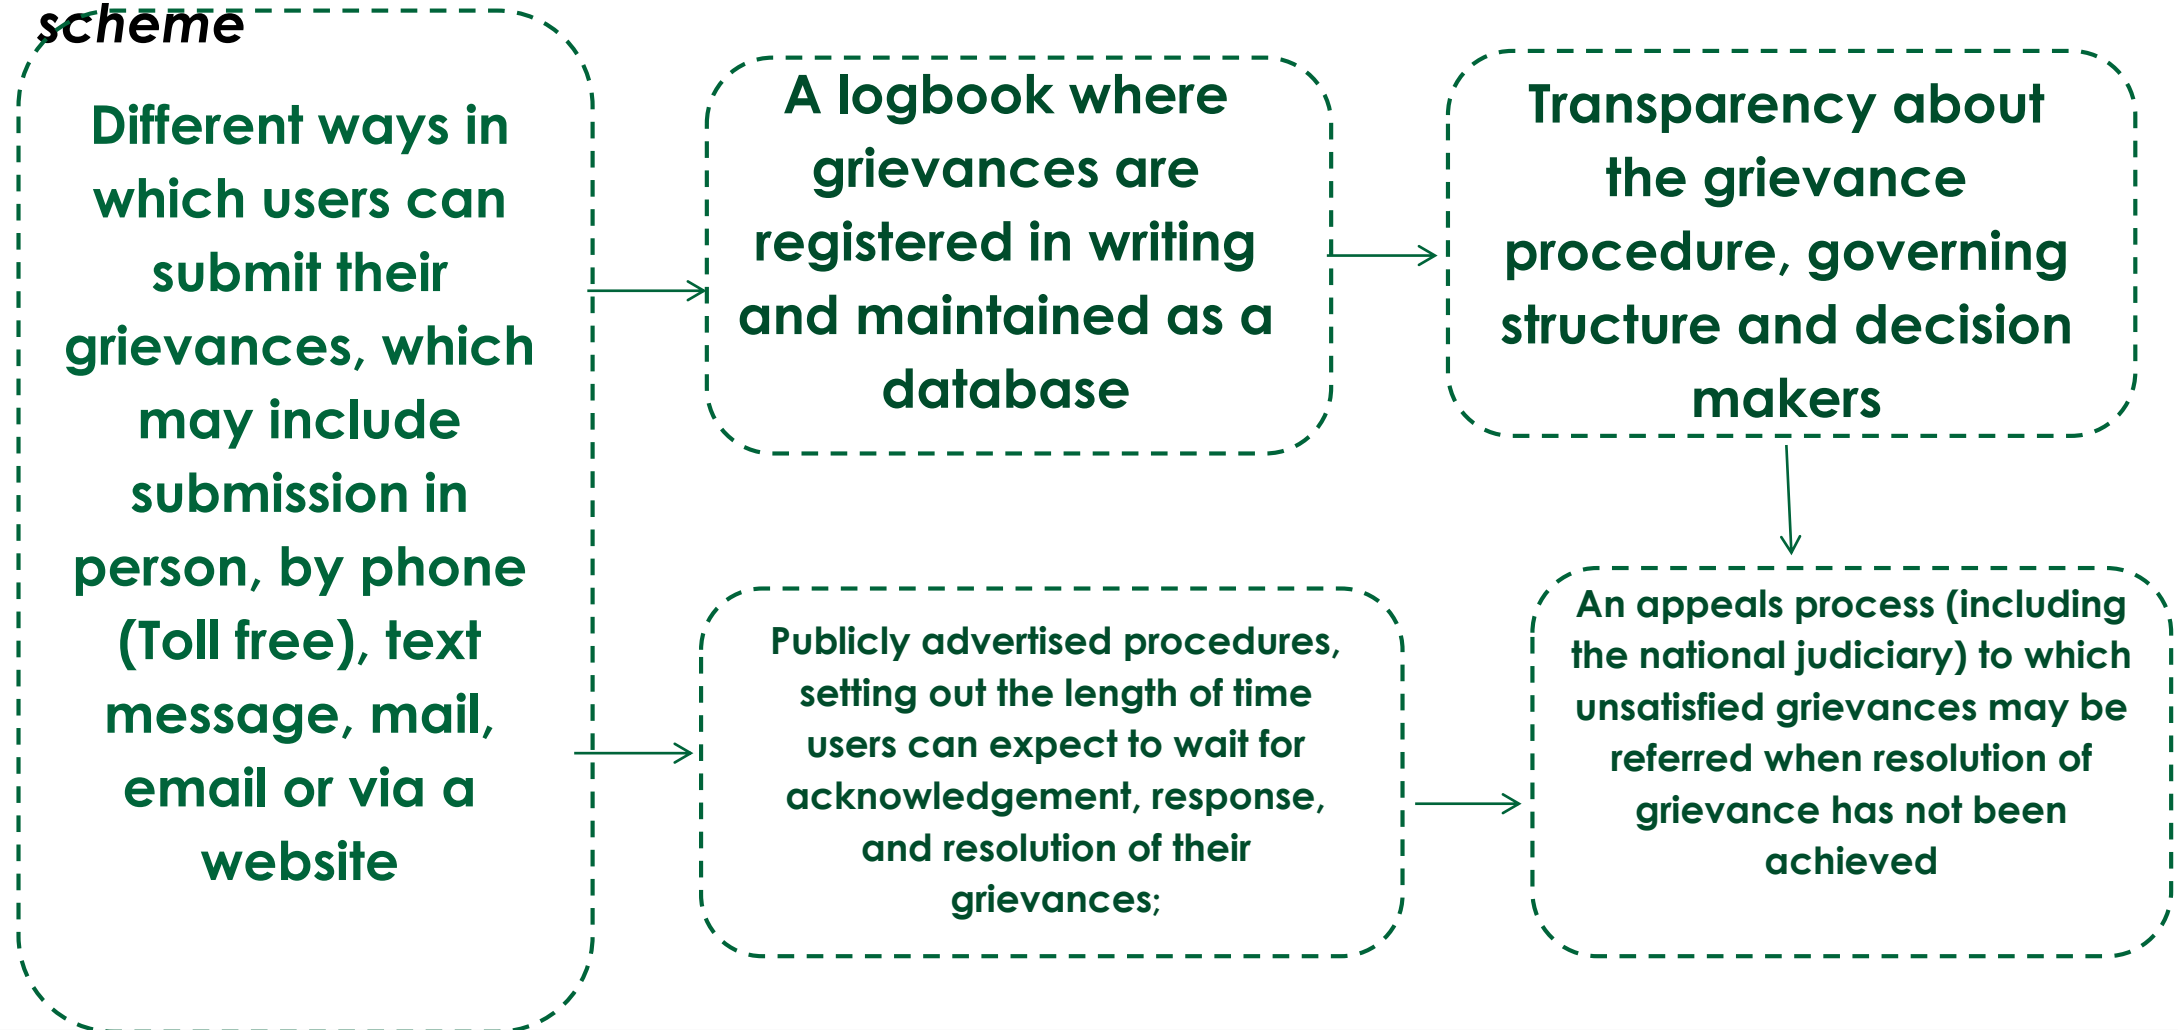 scheme
Different ways in
which users can
submit their
grievances, which
may include
submission in
person, by phone
(Toll free), text
message, mail,
email or via a
website
A logbook where
grievances are
registered in writing
and maintained as a
database
Transparency about
the grievance
procedure, governing
structure and decision
makers
Publicly advertised procedures,
setting out the length of time
users can expect to wait for
acknowledgement, response,
and resolution of their
grievances;
An appeals process (including
the national judiciary) to which
unsatisfied grievances may be
referred when resolution of
grievance has not been
achieved